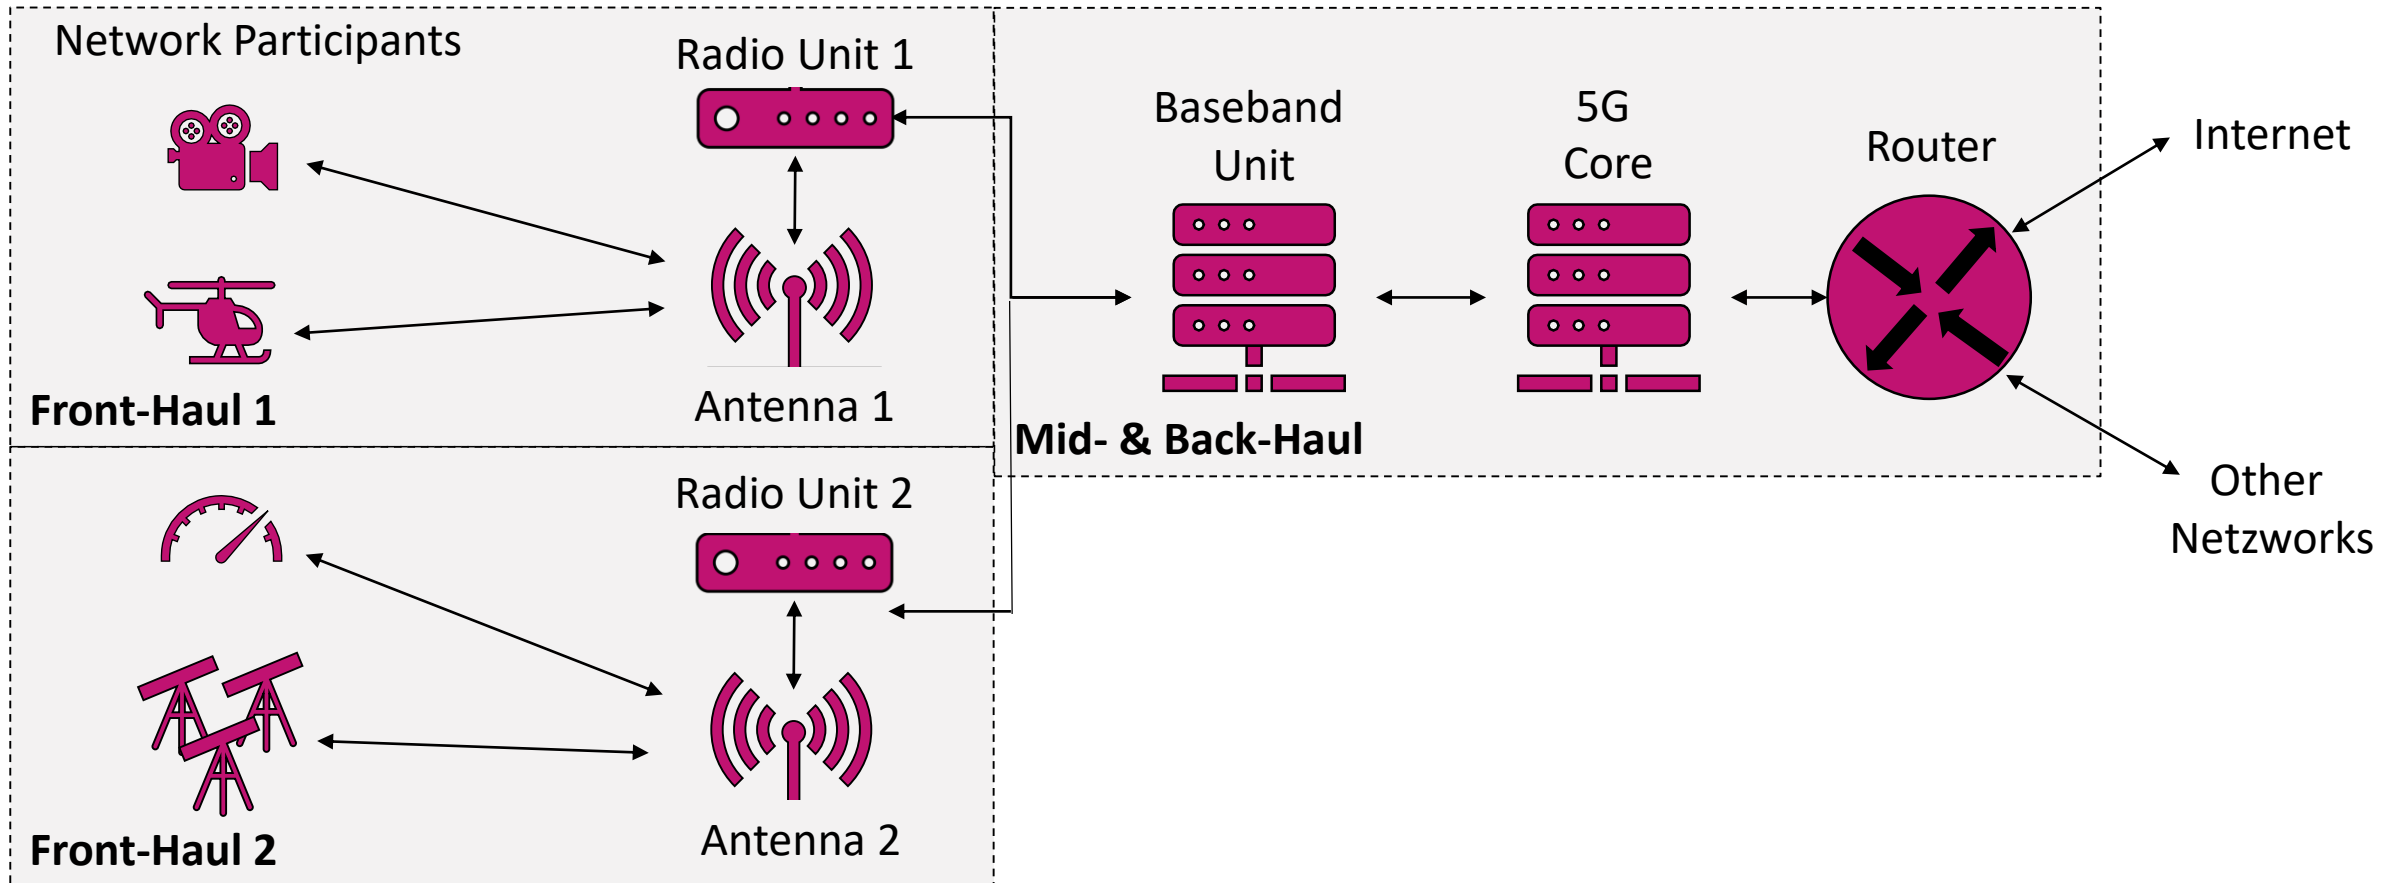 Network Participants
Radio Unit 1
Antenna 1
Front-Haul 1
Radio Unit 2
Antenna 2
Front-Haul 2
Baseband
Unit
5G
Core
Router
Mid- & Back-Haul
Internet
Other
Netzworks